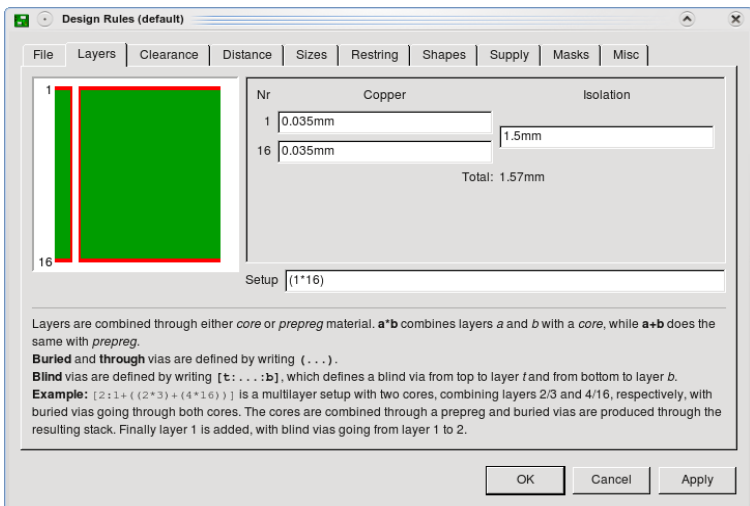 Design Rules (default)
File Layers Clearance Distance Sizes Restring Shapes Supply Masks Misc
1
16
Nr Copper Isolation
1 0.035mm
1.5mm
16 0.035mm
Total: 1.57mm
Setup (1*16)
Layers are combined through either core or prepreg material. a*b combines layers a and b with a core, while a+b does the
same with prepreg.
Buried and through vias are defined by writing (...).
Blind vias are defined by writing [t:...:b], which defines a blind via from top to layer t and from bottom to layer b.
Example: [2:1+((2*3)+(4*16))] is a multilayer setup with two cores, combining layers 2/3 and 4/16, respectively, with
buried vias going through both cores. The cores are combined through a prepreg and buried vias are produced through the
resulting stack. Finally layer 1 is added, with blind vias going from layer 1 to 2.
OK Cancel Apply